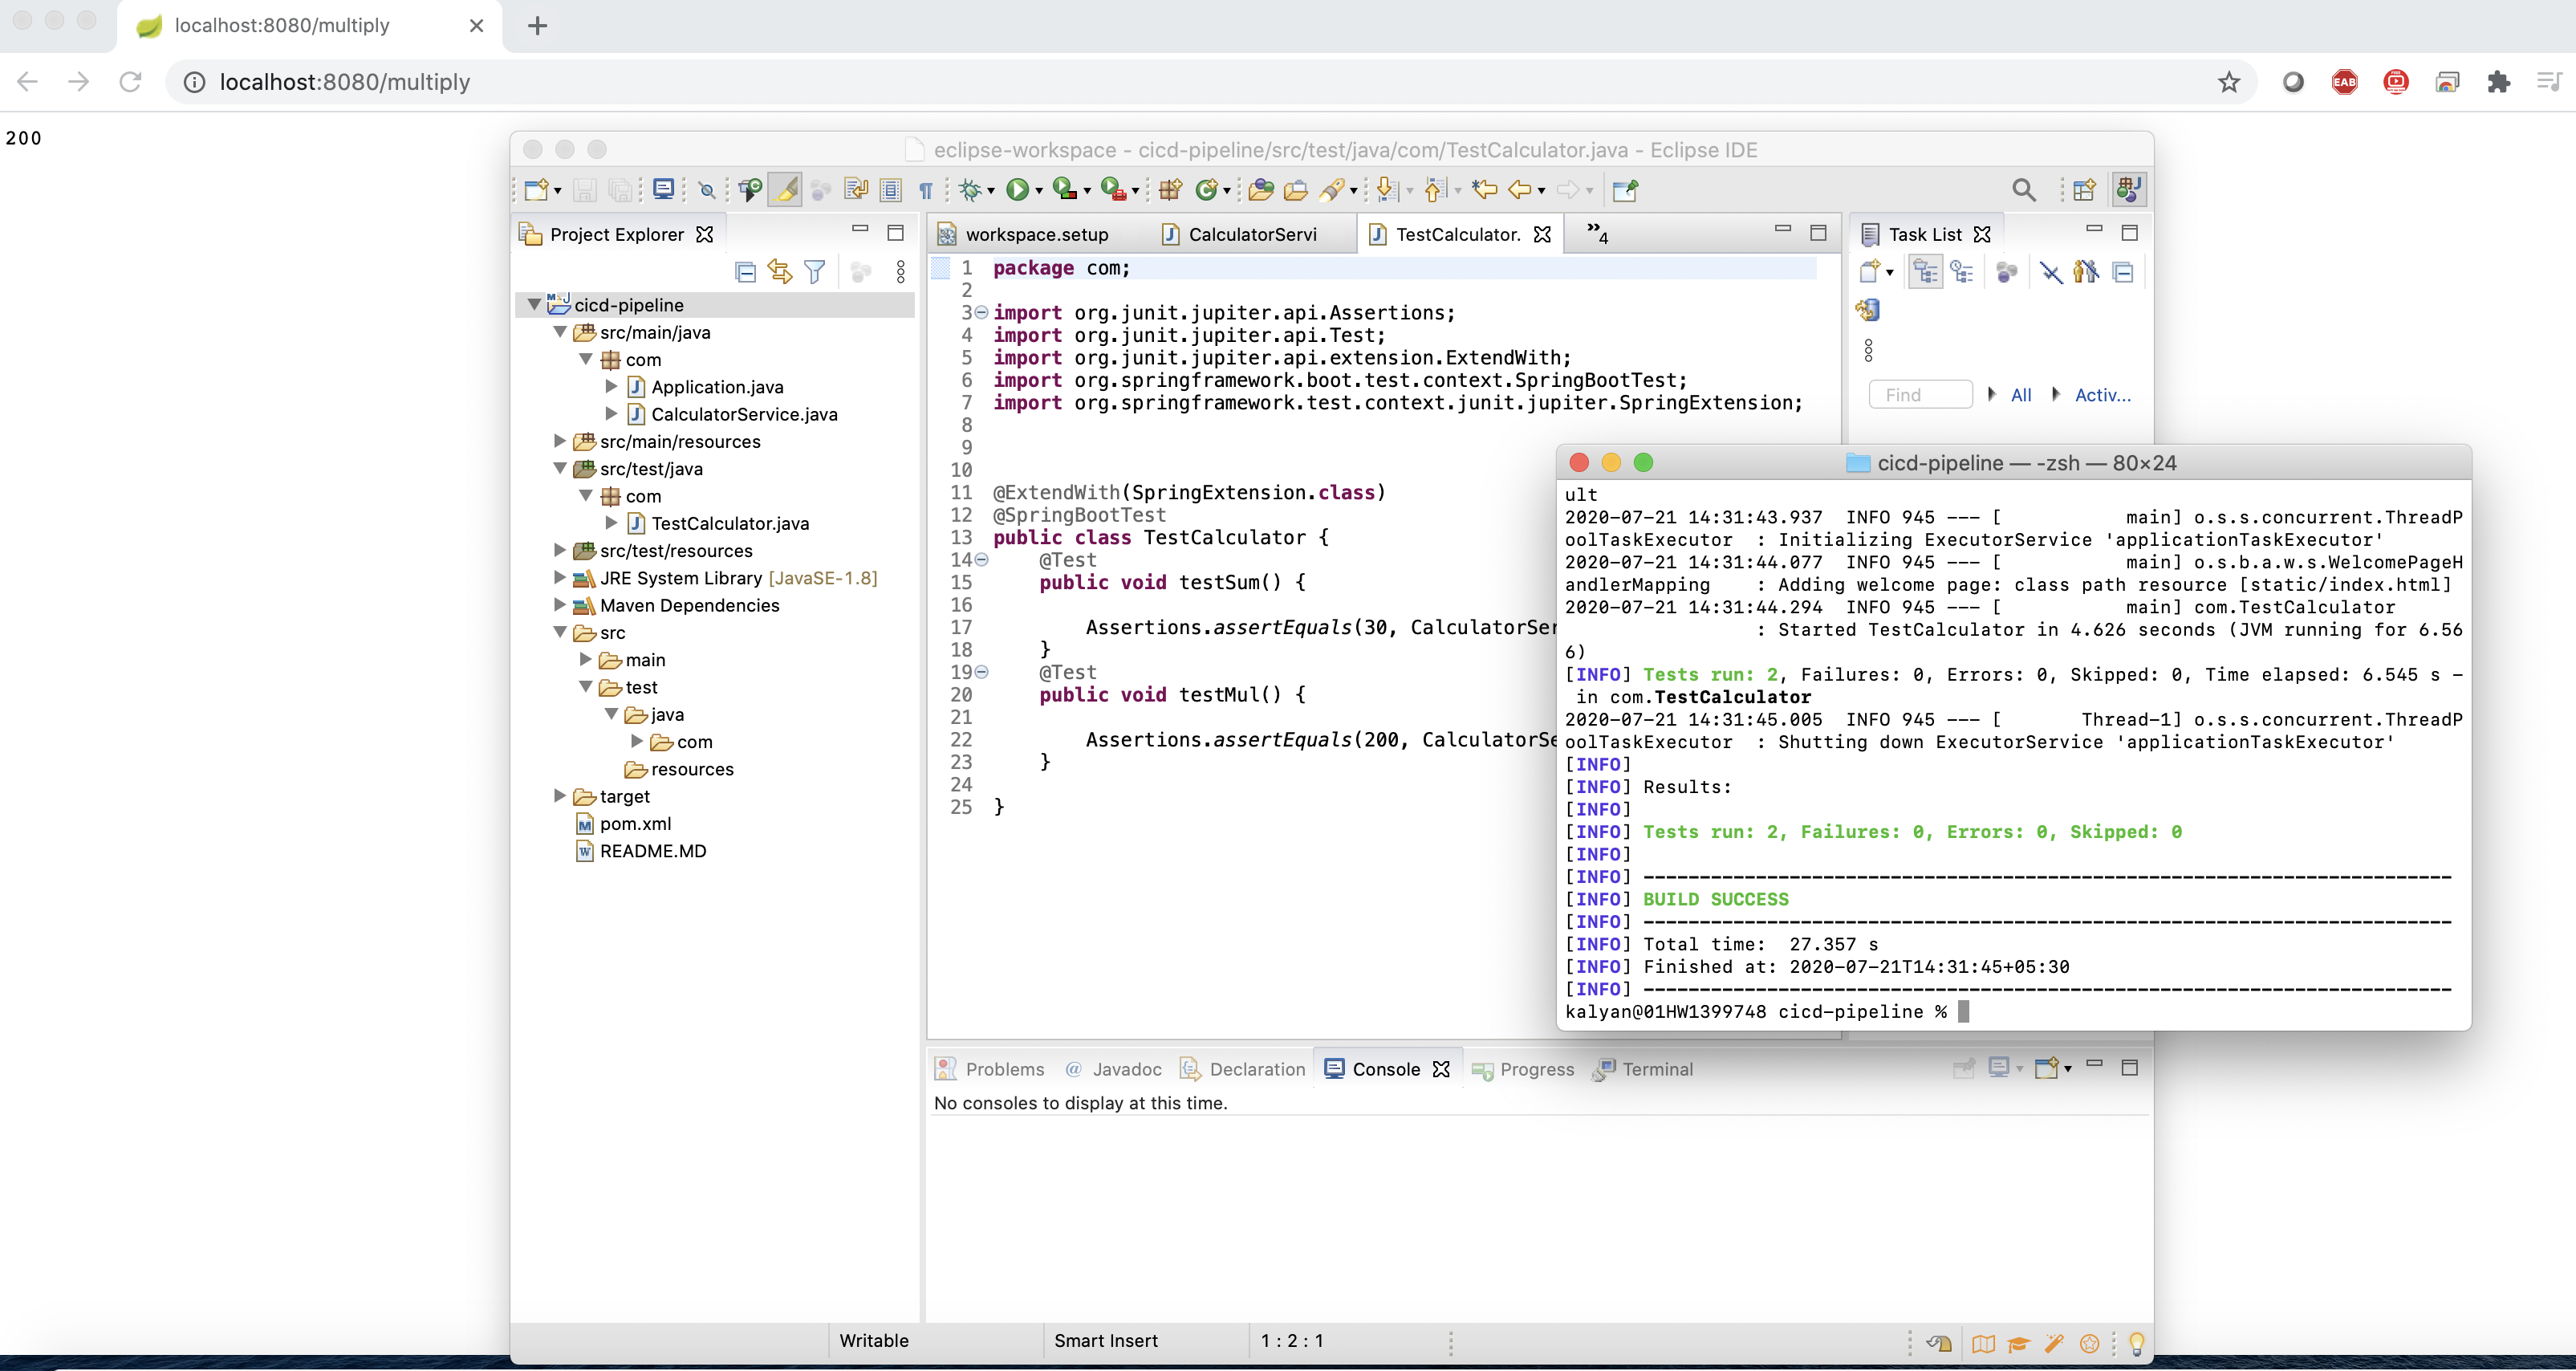 localhost:8080/multiply
localhost:8080/multiply
EAB
200
eclipse-workspace - cicd-pipeline/src/test/java/com/TestCalculator.java - Eclipse IDE
Project Explorer
cicd-pipeline
src/main/java
com
Application.java
CalculatorService.java
src/main/resources
src/test/java
com
TestCalculator.java
src/test/resources
JRE System Library [JavaSE-1.8]
Maven Dependencies
src
main
test
java
com
resources
target
pom.xml
README.MD
workspace.setup
CalculatorServi
TestCalculator.
»4
1 package com;
2
3 import org.junit.jupiter.api.Assertions;
4 import org.junit.jupiter.api.Test;
5 import org.junit.jupiter.api.extension.ExtendWith;
6 import org.springframework.boot.test.context.SpringBootTest;
7 import org.springframework.test.context.junit.jupiter.SpringExtension;
8
9
10
11 @ExtendWith(SpringExtension.class)
12 @SpringBootTest
13 public class TestCalculator {
14 @Test
15 public void testSum() {
16
17 Assertions.assertEquals(30, CalculatorSer
18 }
19 @Test
20 public void testMul() {
21
22 Assertions.assertEquals(200, CalculatorSe
23 }
24
25 }
Task List
Find
All
Activ...
cicd-pipeline — -zsh — 80×24
ult
2020-07-21 14:31:43.937  INFO 945 --- [           main] o.s.s.concurrent.ThreadP
oolTaskExecutor  : Initializing ExecutorService 'applicationTaskExecutor'
2020-07-21 14:31:44.077  INFO 945 --- [           main] o.s.b.a.w.s.WelcomePageH
andlerMapping    : Adding welcome page: class path resource [static/index.html]
2020-07-21 14:31:44.294  INFO 945 --- [           main] com.TestCalculator
: Started TestCalculator in 4.626 seconds (JVM running for 6.56
6)
[INFO] Tests run: 2, Failures: 0, Errors: 0, Skipped: 0, Time elapsed: 6.545 s -
in com.TestCalculator
2020-07-21 14:31:45.005  INFO 945 --- [       Thread-1] o.s.s.concurrent.ThreadP
oolTaskExecutor  : Shutting down ExecutorService 'applicationTaskExecutor'
[INFO]
[INFO] Results:
[INFO]
[INFO] Tests run: 2, Failures: 0, Errors: 0, Skipped: 0
[INFO]
[INFO] ------------------------------------------------------------------------
[INFO] BUILD SUCCESS
[INFO] ------------------------------------------------------------------------
[INFO] Total time:  27.357 s
[INFO] Finished at: 2020-07-21T14:31:45+05:30
[INFO] ------------------------------------------------------------------------
kalyan@01HW1399748 cicd-pipeline %
Problems
@ Javadoc
Declaration
Console
Progress
Terminal
No consoles to display at this time.
Writable
Smart Insert
1 : 2 : 1